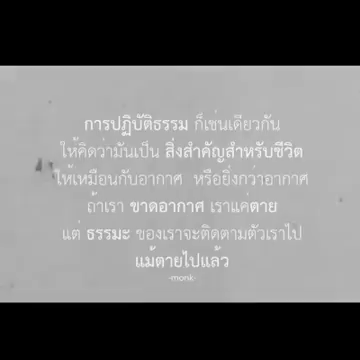 การปฏิบัติธรรม ก็เช่นเดียวกัน
ให้คิดว่ามันเป็น สิ่งสำคัญสำหรับชีวิต
ให้เหมือนกับอากาศ หรือยิ่งกว่าอากาศ
ถ้าเรา ขาดอากาศ เราแค่ตาย
แต่ ธรรมะ ของเราจะติดตามตัวเราไป
แม้ตายไปแล้ว
-monk-